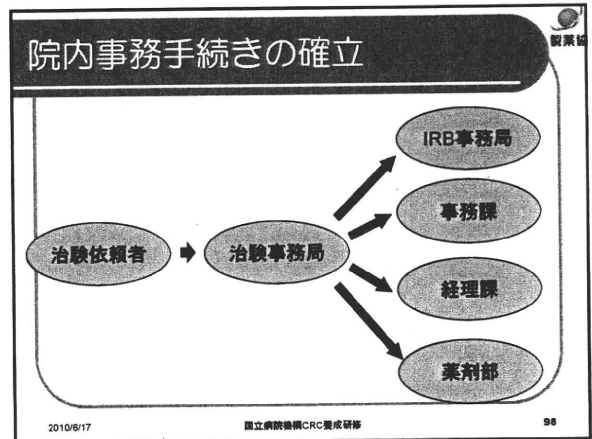 製薬協
院内事務手続きの確立
IRB事務局
事務課
治験依頼者
治験事務局
経理課
薬剤部
2010/6/17
国立病院機構CRC養成研修
98